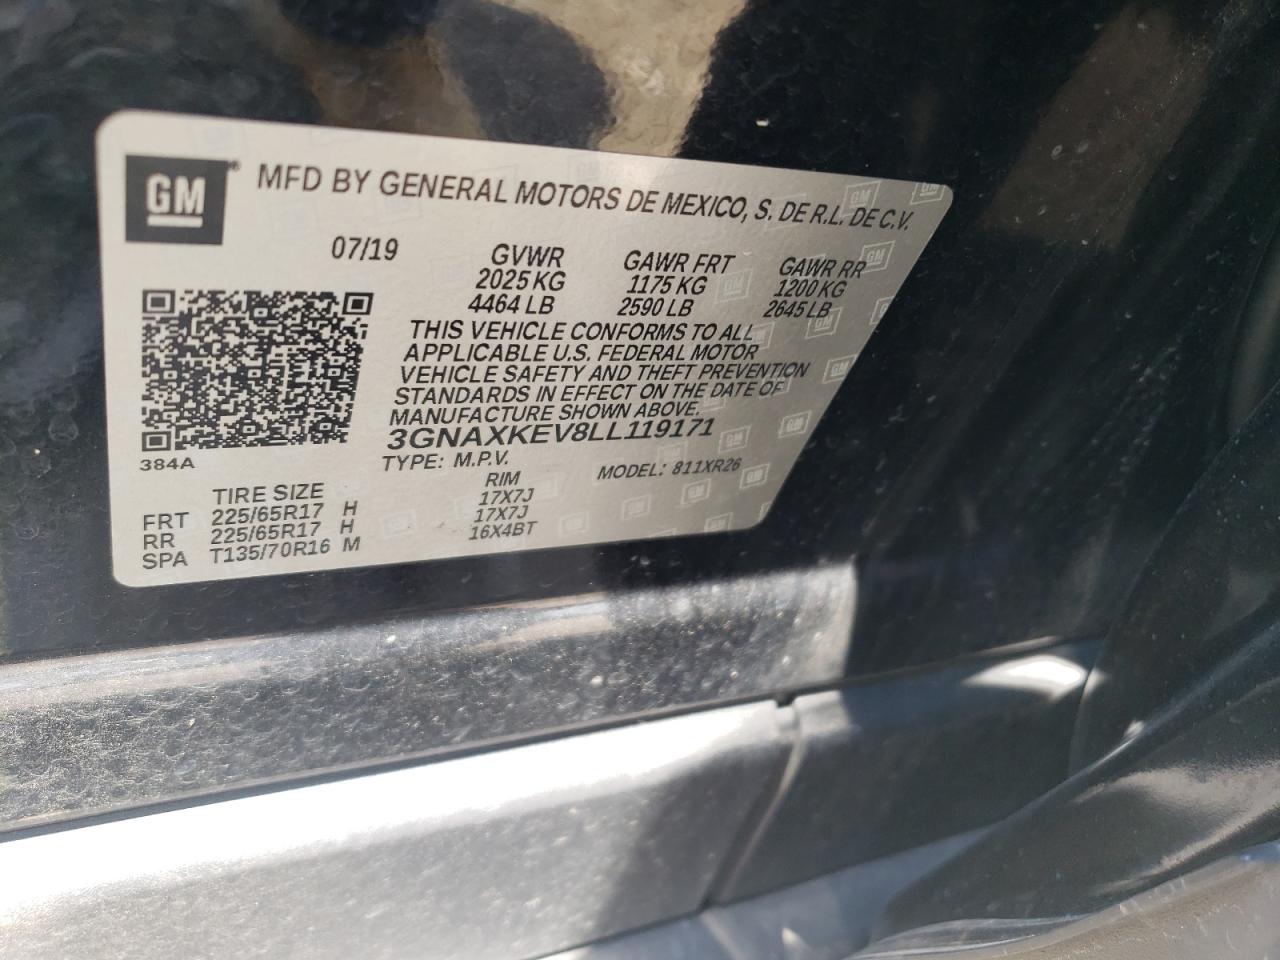 GM® MFD BY GENERAL MOTORS DE MEXICO, S. DE R.L. DE C.V.
07/19 GVWR GAWR FRT GAWR RR
2025 KG 1175 KG 1200 KG
4464 LB 2590 LB 2645 LB
THIS VEHICLE CONFORMS TO ALL
APPLICABLE U.S. FEDERAL MOTOR
VEHICLE SAFETY AND THEFT PREVENTION
STANDARDS IN EFFECT ON THE DATE OF
MANUFACTURE SHOWN ABOVE.
3GNAXKEV8LL119171
384A TYPE: M.P.V. MODEL: 811XR26
TIRE SIZE RIM
FRT 225/65R17 H 17X7J
RR 225/65R17 H 17X7J
SPA T135/70R16 M 16X4BT